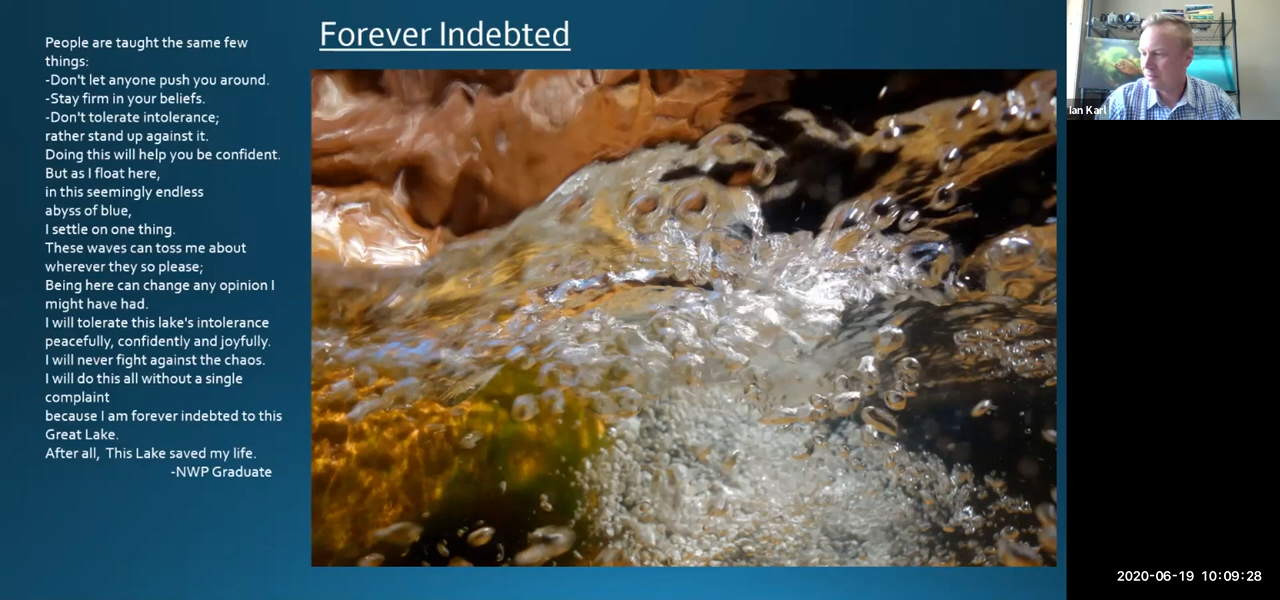 Forever Indebted
People are taught the same few
things:
-Don't let anyone push you around.
-Stay firm in your beliefs.
-Don't tolerate intolerance;
rather stand up against it.
Doing this will help you be confident.
But as I float here,
in this seemingly endless
abyss of blue,
I settle on one thing.
These waves can toss me about
wherever they so please;
Being here can change any opinion I
might have had.
I will tolerate this lake's intolerance
peacefully, confidently and joyfully.
I will never fight against the chaos.
I will do this all without a single
complaint
because I am forever indebted to this
Great Lake.
After all, This Lake saved my life.
-NWP Graduate
Ian Karl
2020-06-19 10:09:28